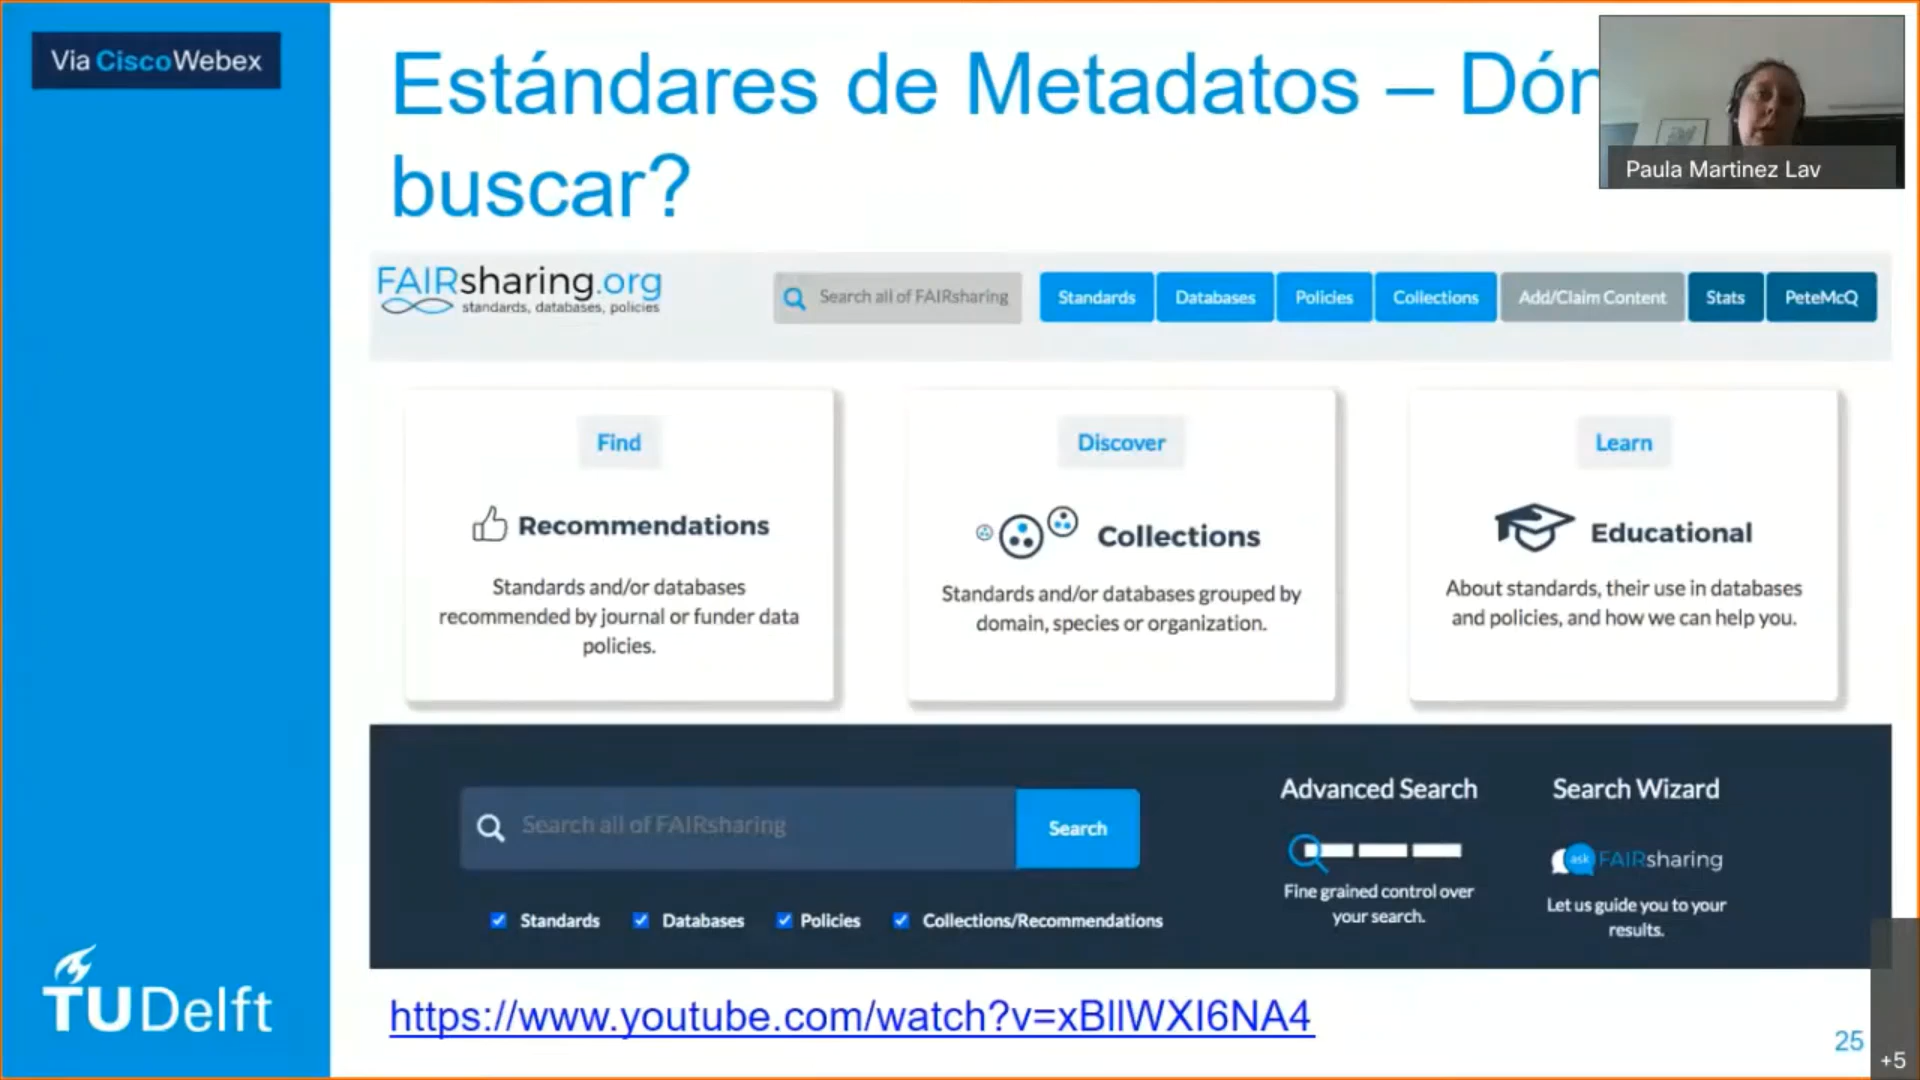 Via CiscoWebex
Estándares de Metadatos – Dón
buscar?
Paula Martinez Lav
FAIRsharing.org
standards, databases, policies
Search all of FAIRsharing
Standards
Databases
Policies
Collections
Add/Claim Content
Stats
PeteMcQ
Find
Recommendations
Standards and/or databases
recommended by journal or funder data
policies.
Discover
Collections
Standards and/or databases grouped by
domain, species or organization.
Learn
Educational
About standards, their use in databases
and policies, and how we can help you.
Search all of FAIRsharing
Search
Standards
Databases
Policies
Collections/Recommendations
Advanced Search
Fine grained control over
your search.
Search Wizard
ask FAIRsharing
Let us guide you to your
results.
TUDelft
https://www.youtube.com/watch?v=xBllWXI6NA4
25
+5